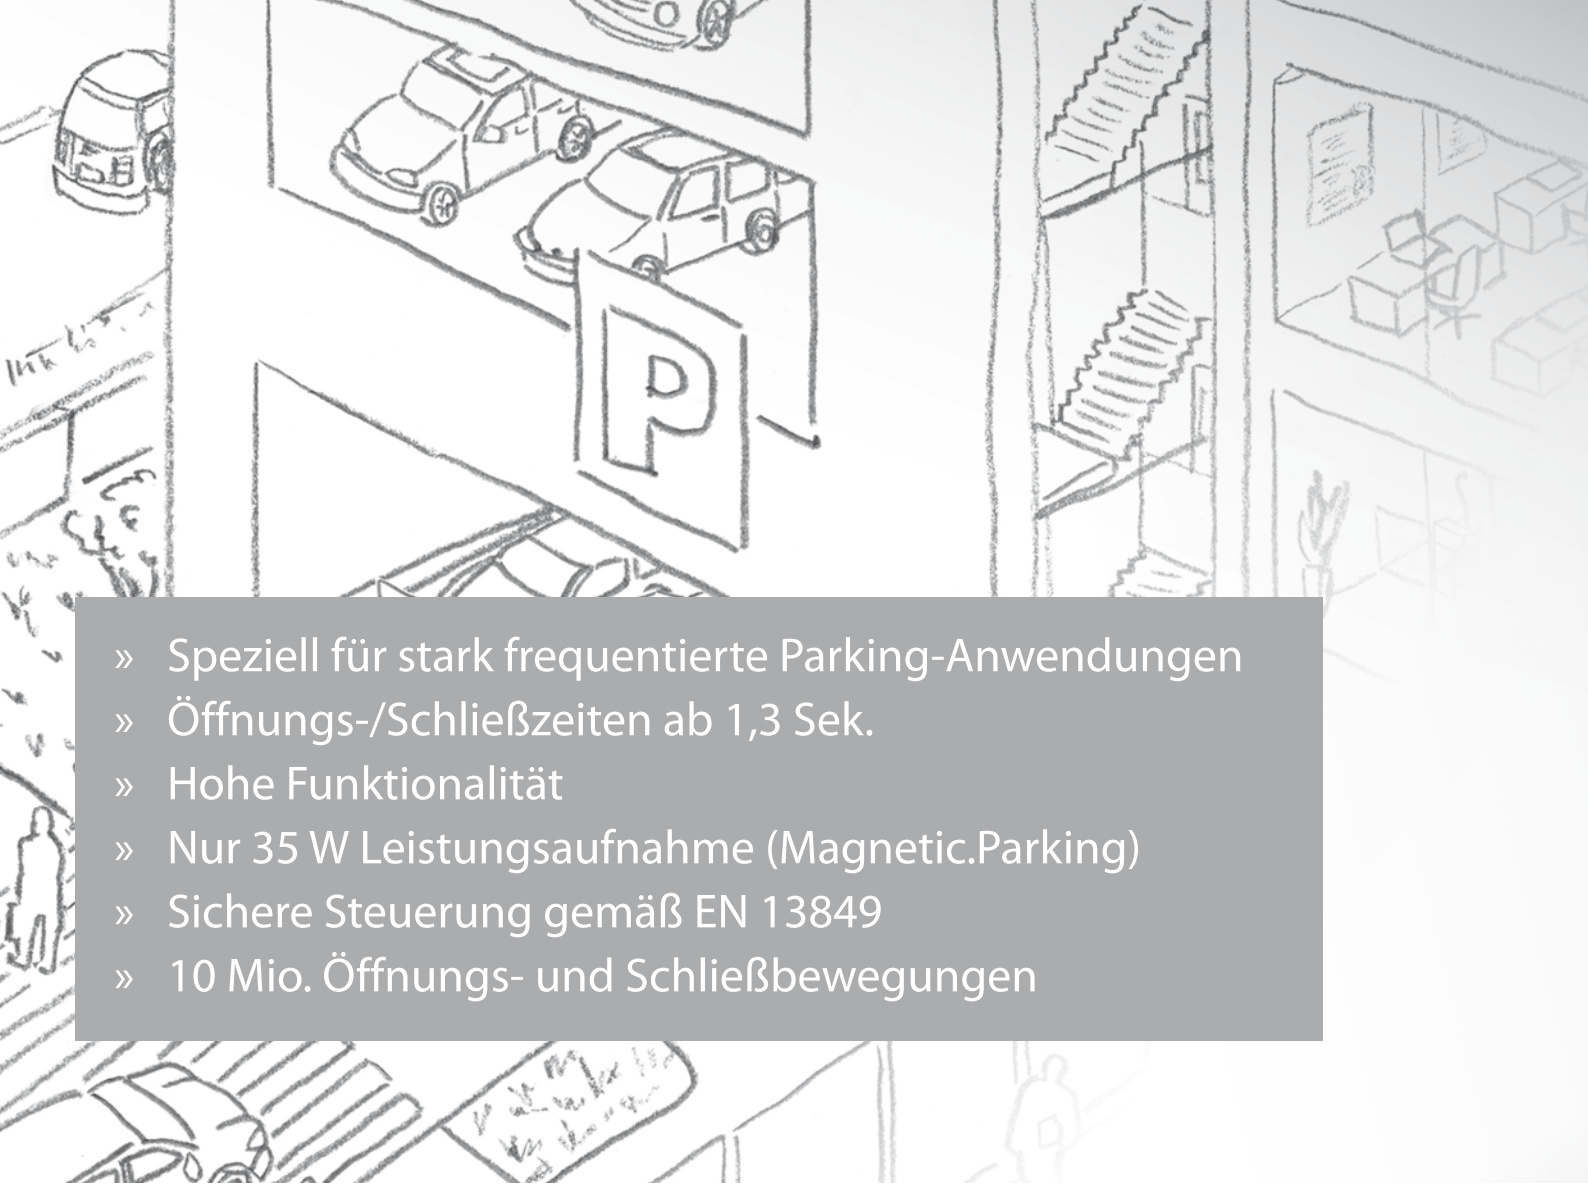 P
» Speziell für stark frequentierte Parking-Anwendungen
» Öffnungs-/Schließzeiten ab 1,3 Sek.
» Hohe Funktionalität
» Nur 35 W Leistungsaufnahme (Magnetic.Parking)
» Sichere Steuerung gemäß EN 13849
» 10 Mio. Öffnungs- und Schließbewegungen